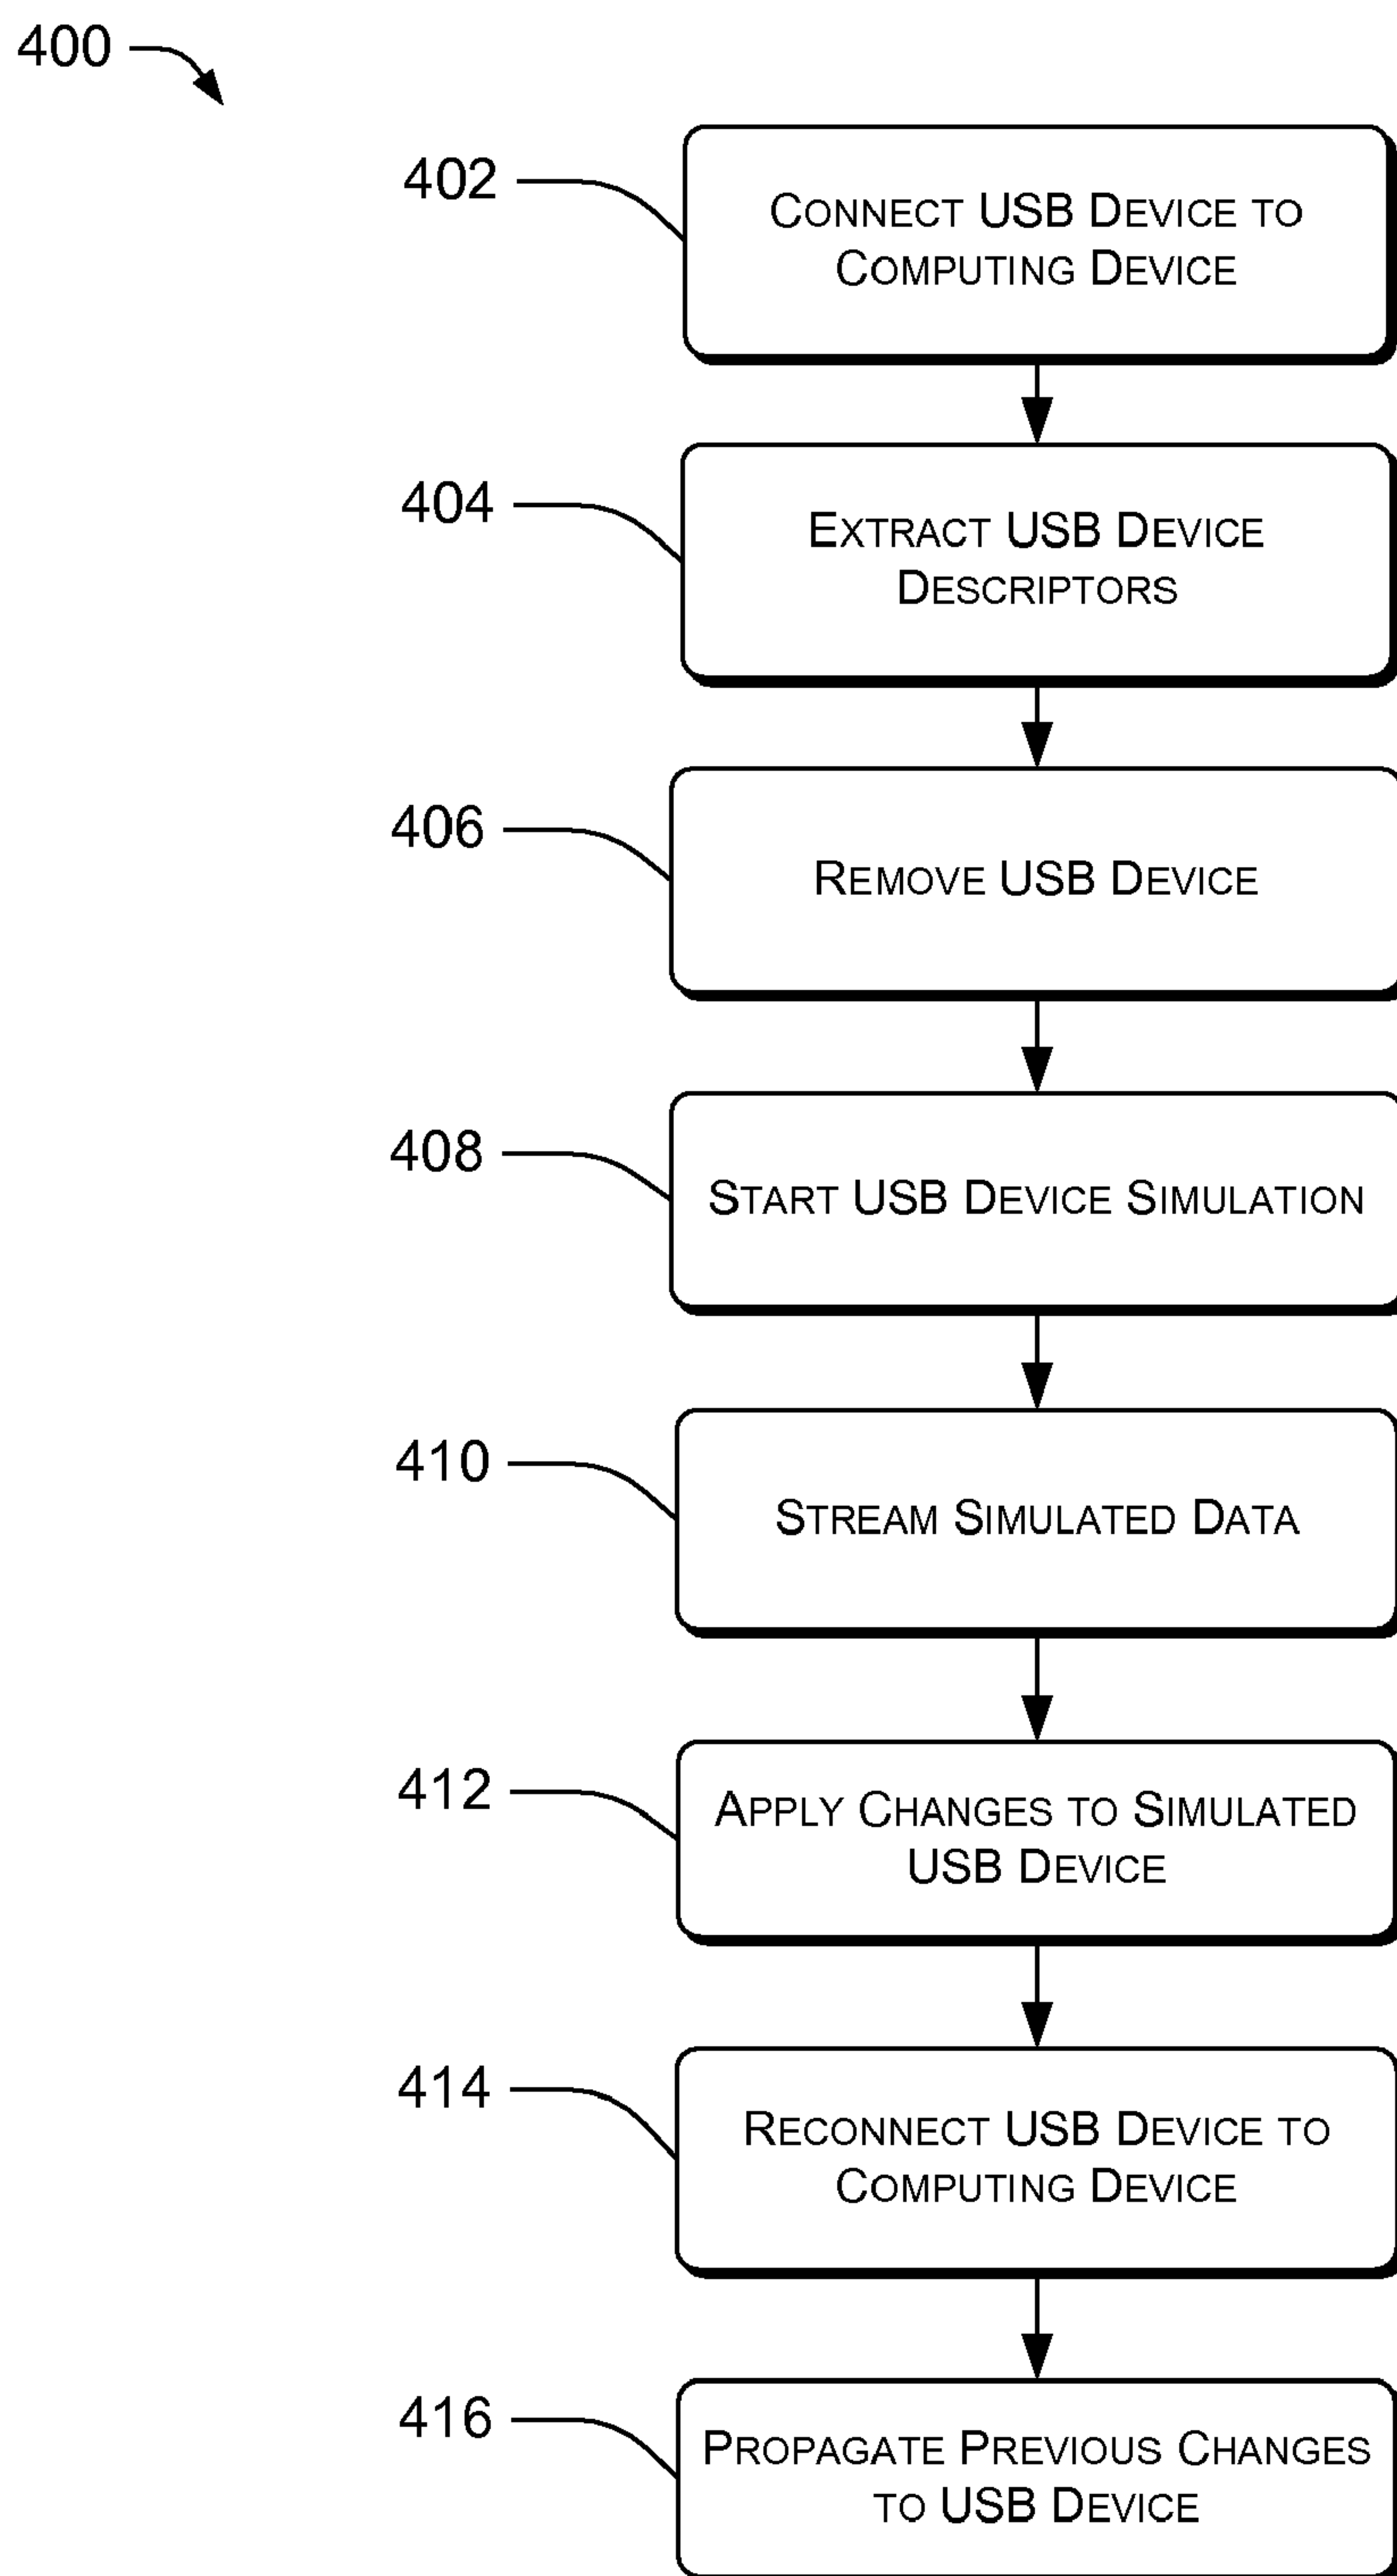 400
402
CONNECT USB DEVICE TO
COMPUTING DEVICE
404
EXTRACT USB DEVICE
DESCRIPTORS
406
REMOVE USB DEVICE
408
START USB DEVICE SIMULATION
410
STREAM SIMULATED DATA
412
APPLY CHANGES TO SIMULATED
USB DEVICE
414
RECONNECT USB DEVICE TO
COMPUTING DEVICE
416
PROPAGATE PREVIOUS CHANGES
TO USB DEVICE